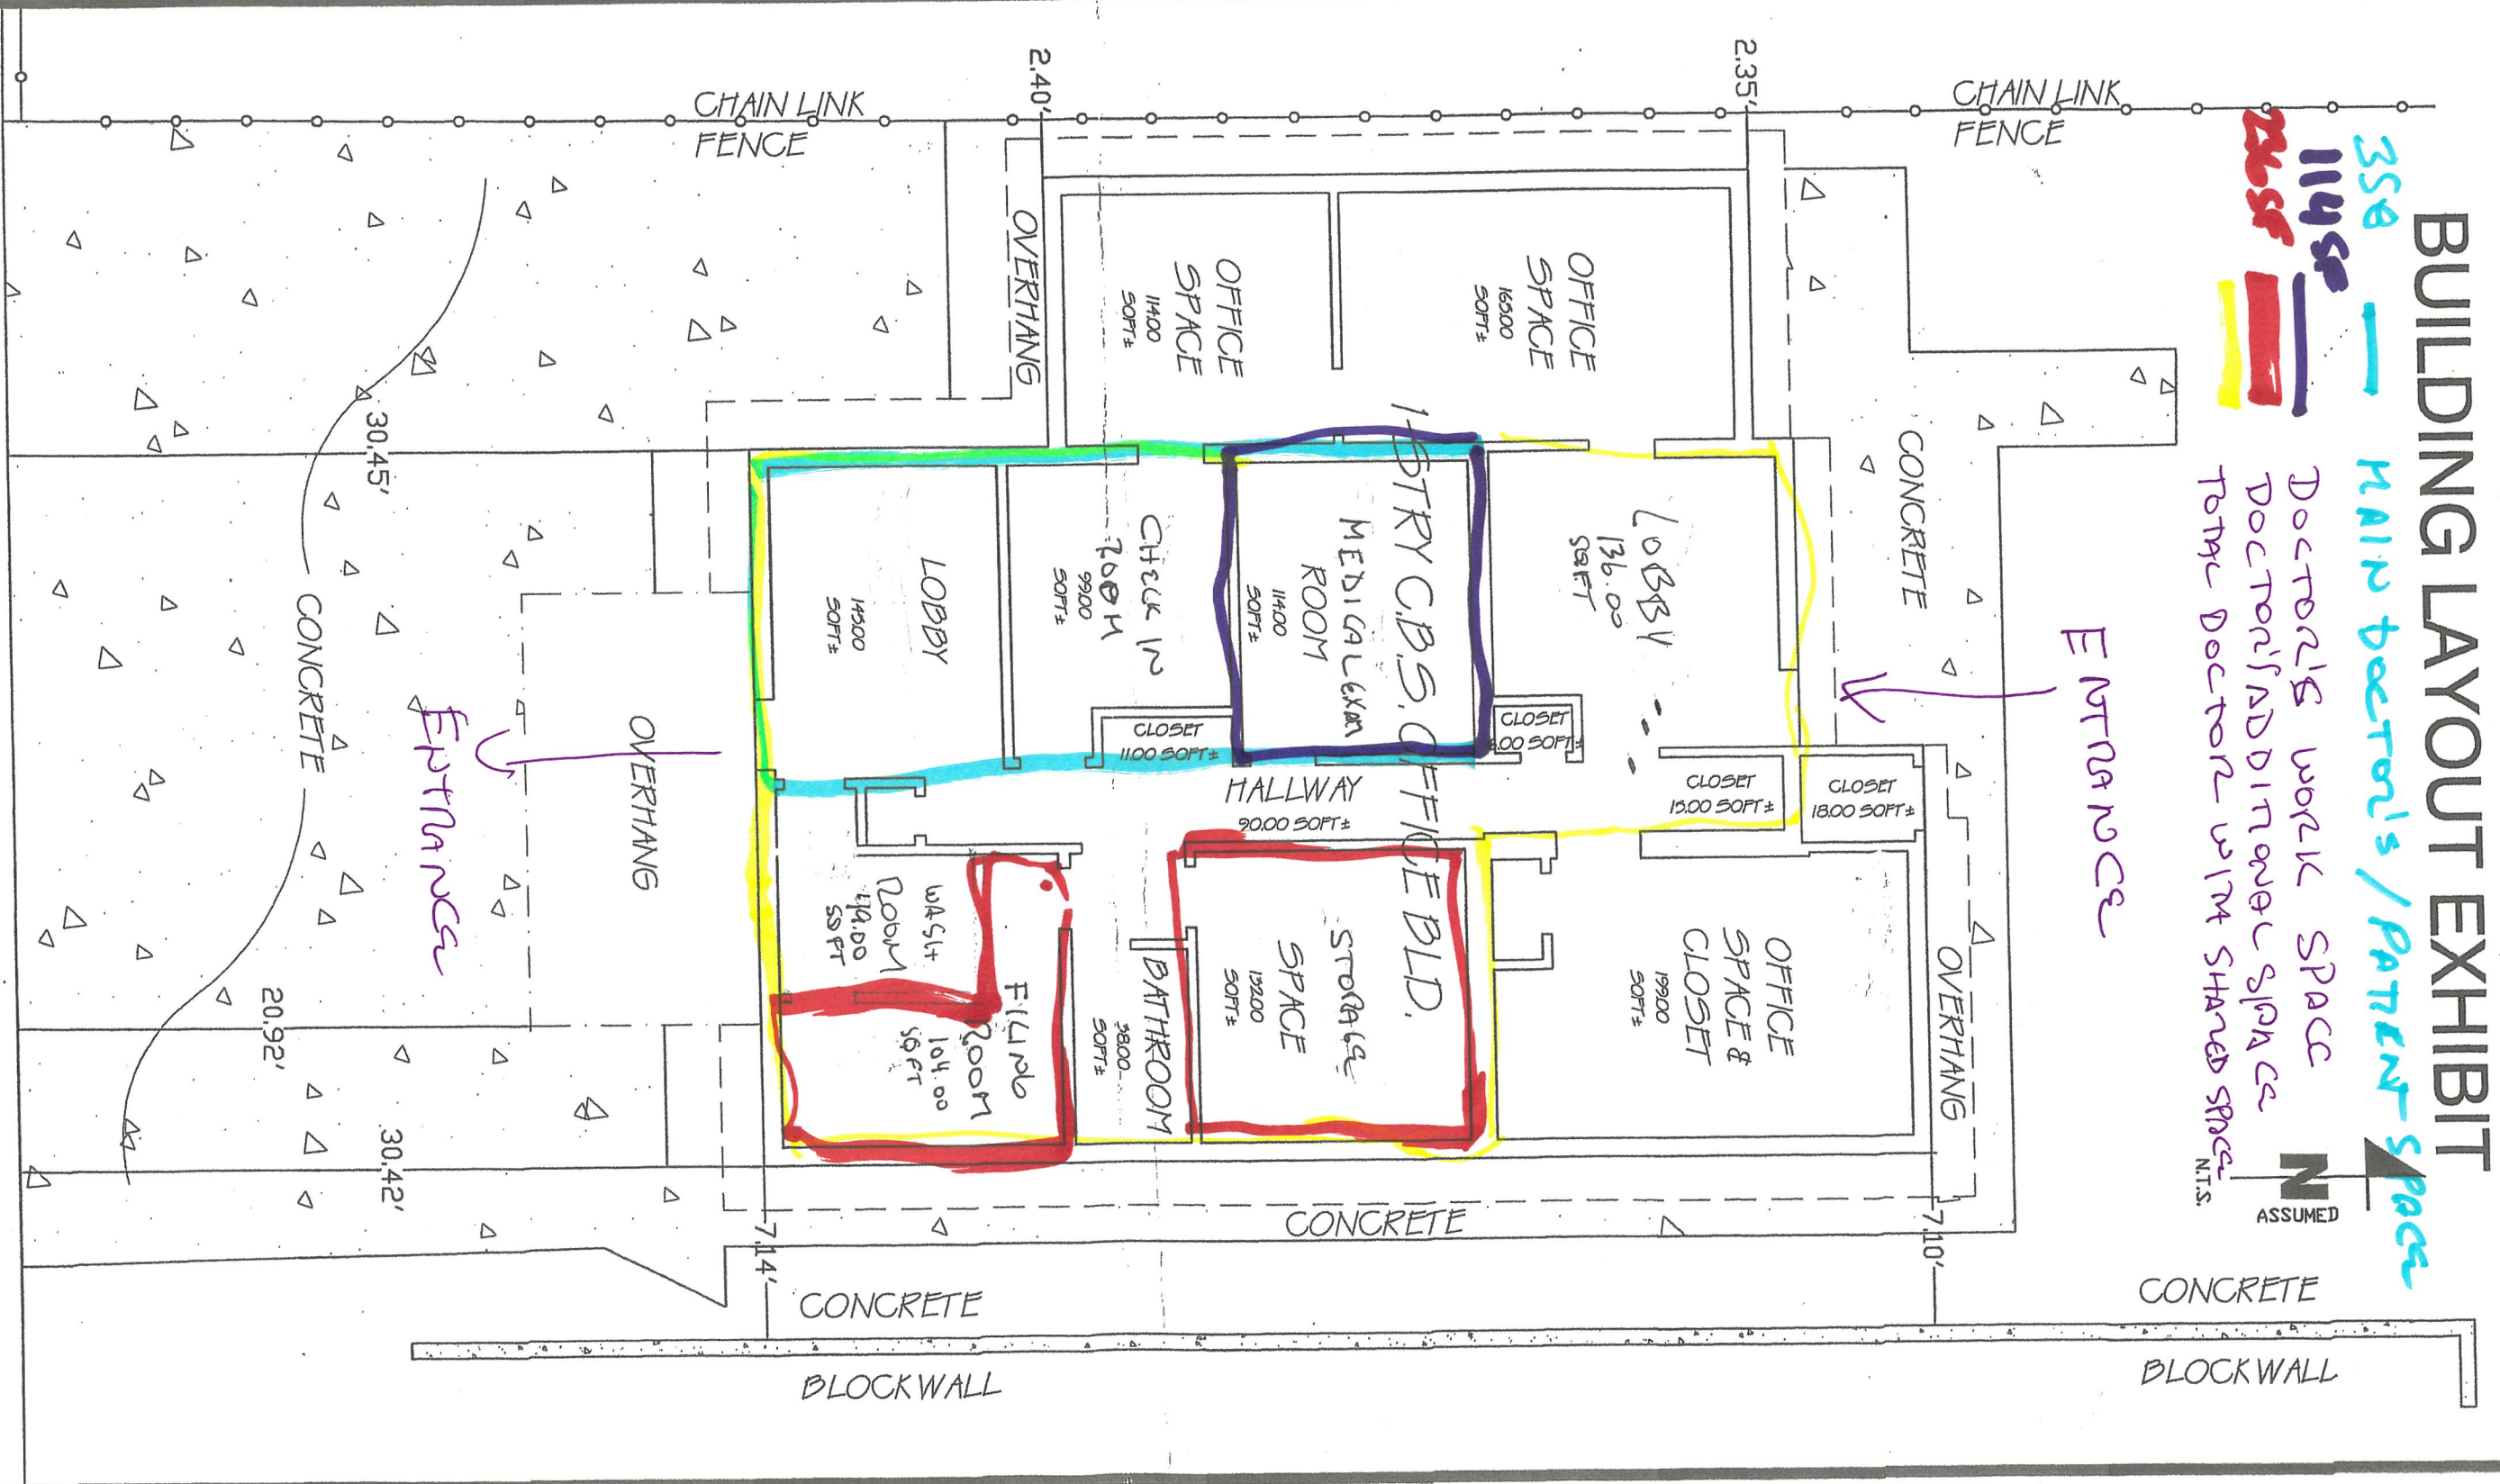 BUILDING LAYOUT EXHIBIT
358 — MAIN DOCTOR'S / PATIENT SPACE
114SF DOCTOR'S WORK SPACE
236SF DOCTOR'S ADDITIONAL SPACE
TOTAL DOCTOR WITH SHARED SPACE
N
ASSUMED
N.T.S.
CHAIN LINK
FENCE
CHAIN LINK
FENCE
2.40'
2.35'
CONCRETE
ENTRANCE
OVERHANG
OVERHANG
OFFICE
SPACE
165.00
SQFT±
OFFICE
SPACE
114.00
SQFT±
1-STRY C.B.S. OFFICE BLD.
LOBBY
136.00
SQFT
MEDICAL EXAM
ROOM
114.00
SQFT±
CHECK IN
ROOM
99.00
SQFT±
LOBBY
145.00
SQFT±
CLOSET
11.00 SQFT±
CLOSET
6.00 SQFT±
CLOSET
15.00 SQFT±
CLOSET
18.00 SQFT±
HALLWAY
90.00 SQFT±
OFFICE
SPACE &
CLOSET
199.00
SQFT±
STORAGE
SPACE
132.00
SQFT±
BATHROOM
38.00
SQFT±
FILING
ROOM
104.00
SQFT
WASH
ROOM
49.00
SQFT
OVERHANG
ENTRANCE
CONCRETE
30.45'
20.92'
30.42'
7.14'
7.10'
CONCRETE
CONCRETE
CONCRETE
BLOCKWALL
BLOCKWALL